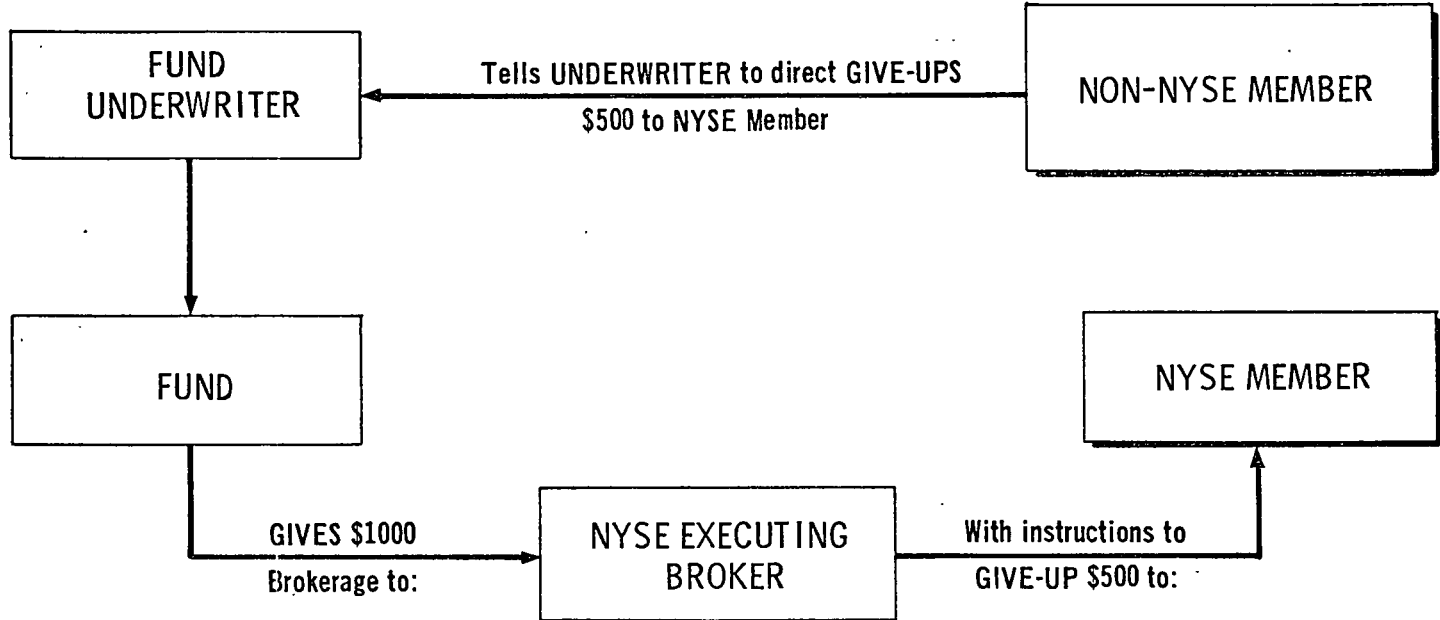 FUND
UNDERWRITER
Tells UNDERWRITER to direct GIVE-UPS
$500 to NYSE Member
NON-NYSE MEMBER
FUND
NYSE MEMBER
GIVES $1000
Brokerage to:
NYSE EXECUTING
BROKER
With instructions to
GIVE-UP $500 to: